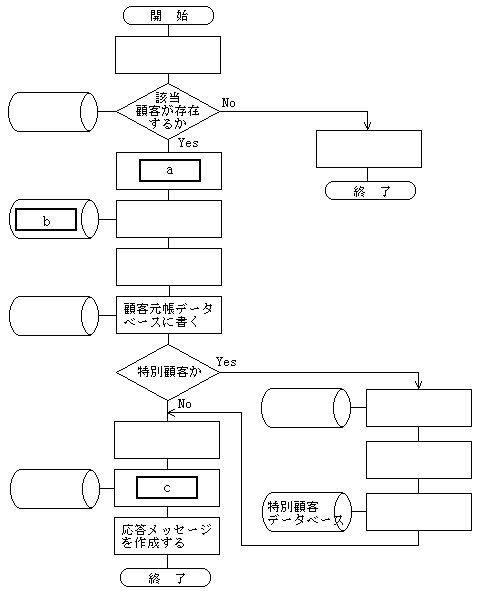 開 始
該当
顧客が存在
するか
No
Yes
a
終 了
b
顧客元帳データ
ベースに書く
特別顧客か
Yes
No
c
特別顧客
データベース
応答メッセージ
を作成する
終 了